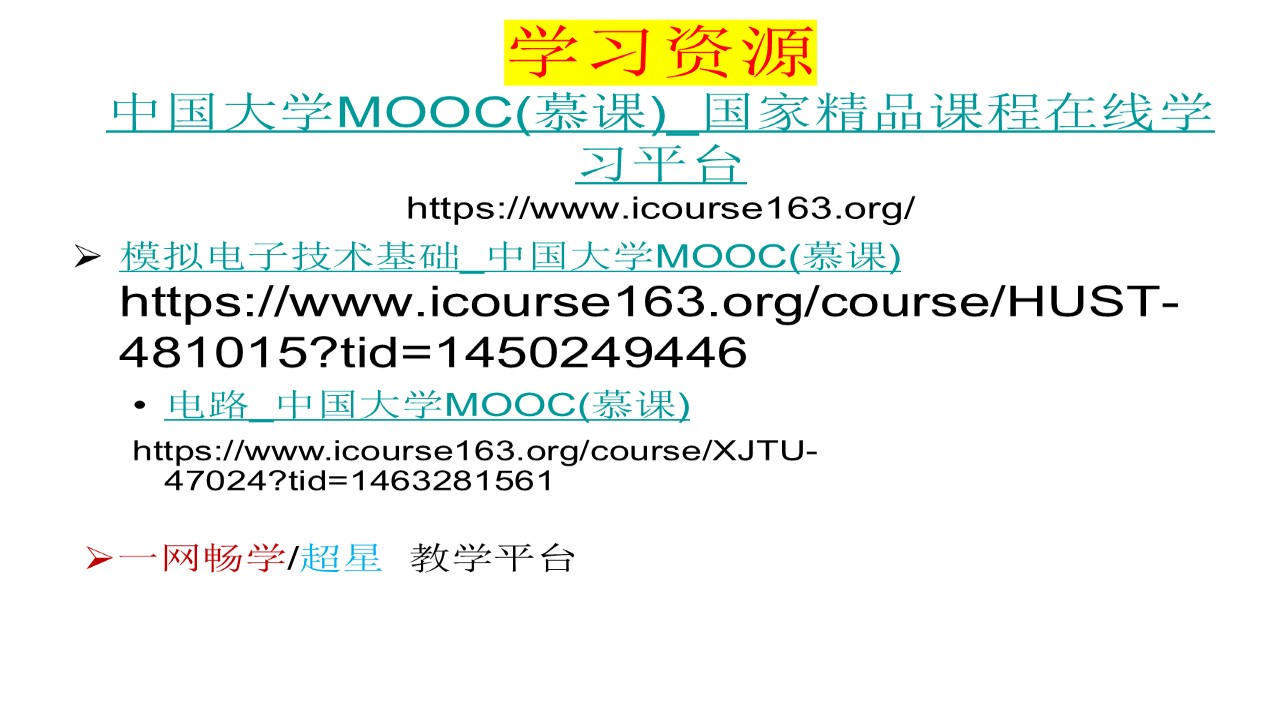 学习资源
中国大学MOOC(慕课)_国家精品课程在线学
习平台
https://www.icourse163.org/
➢ 模拟电子技术基础_中国大学MOOC(慕课)
https://www.icourse163.org/course/HUST-
481015?tid=1450249446
• 电路_中国大学MOOC(慕课)
https://www.icourse163.org/course/XJTU-
47024?tid=1463281561
➢一网畅学/超星 教学平台